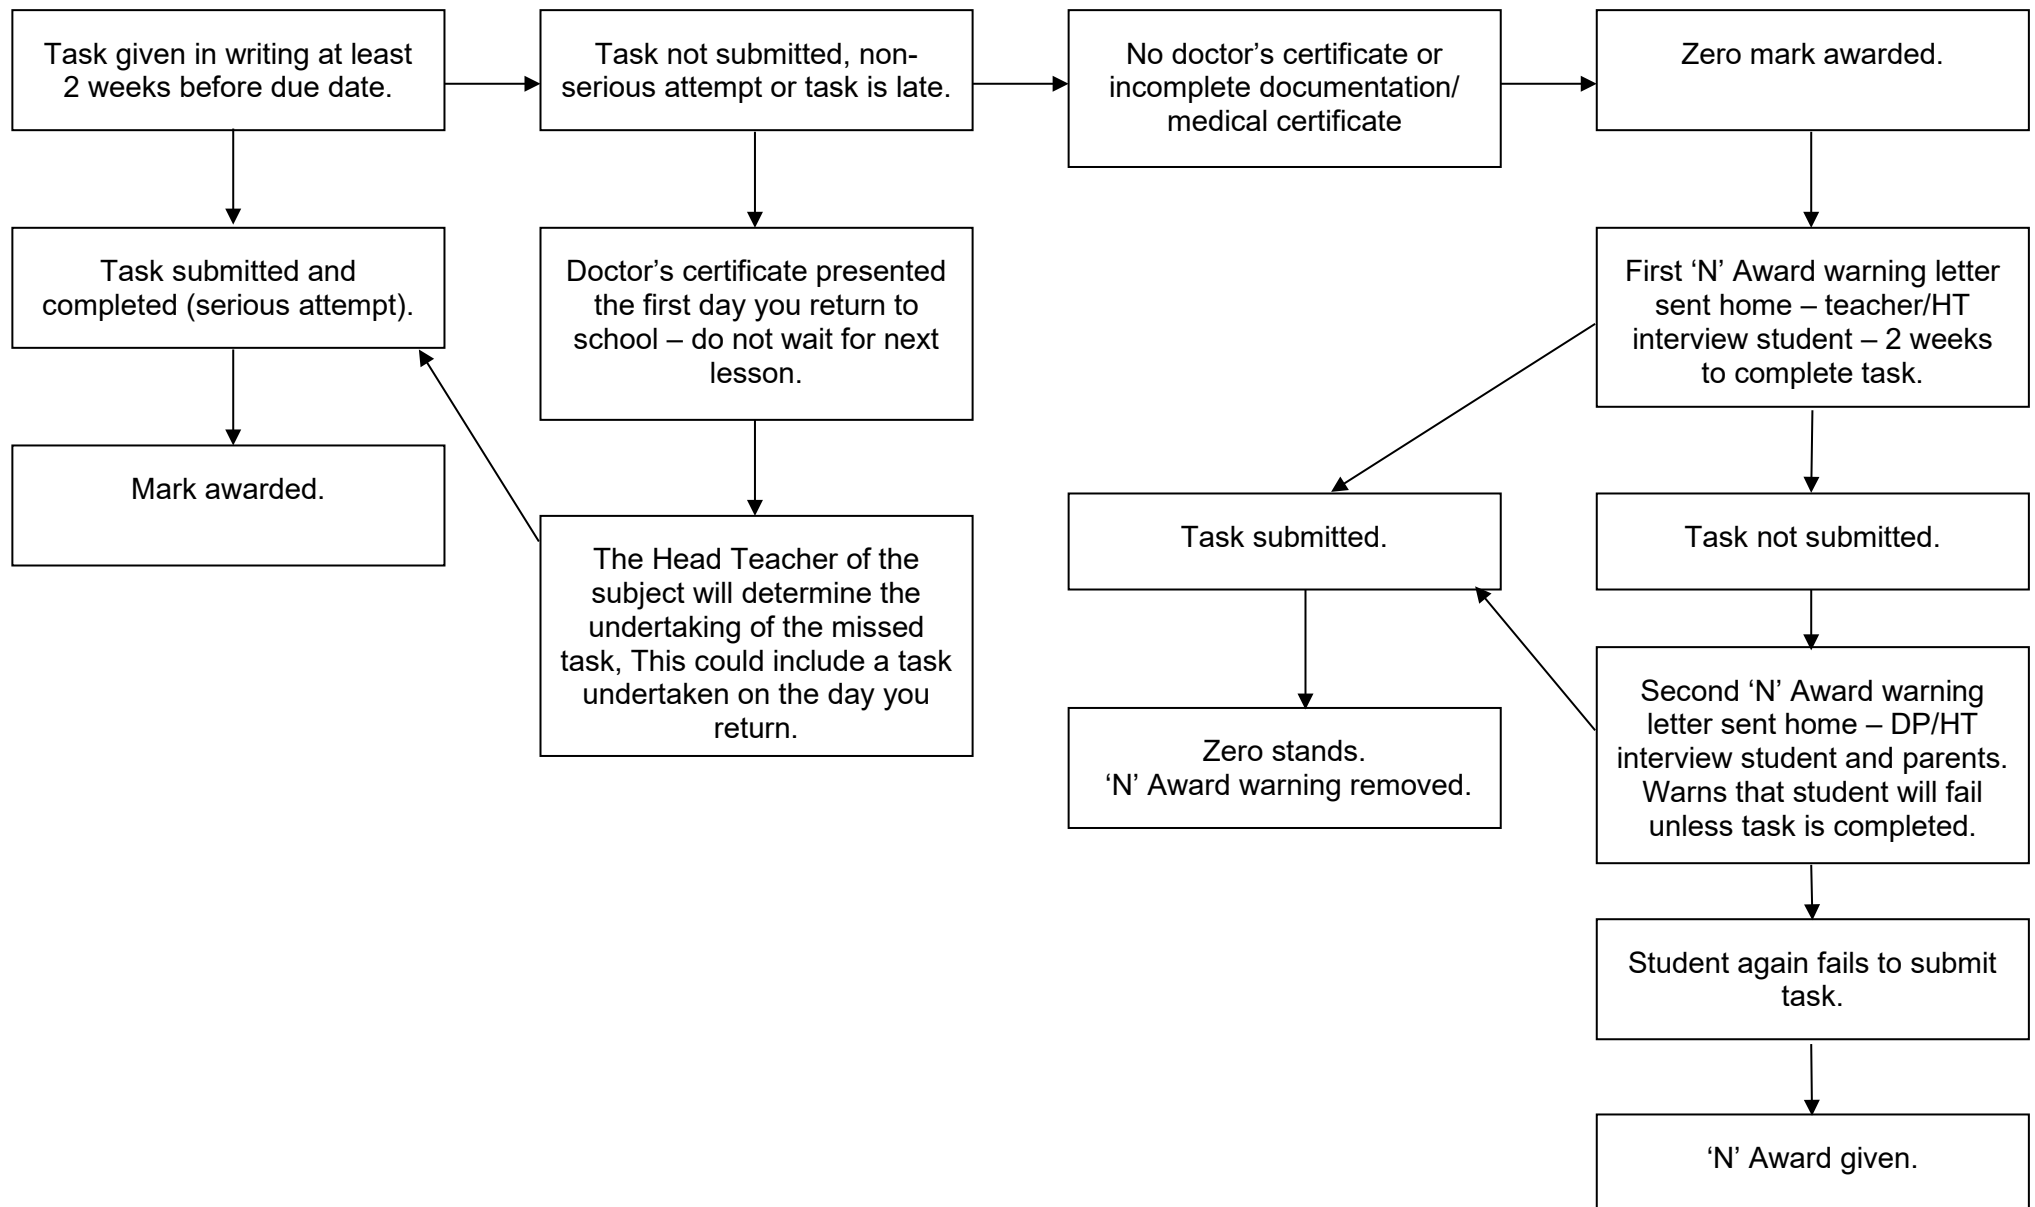 Task given in writing at least
2 weeks before due date.
Task not submitted, non-
serious attempt or task is late.
No doctor’s certificate or
incomplete documentation/
medical certificate
Zero mark awarded.
Task submitted and
completed (serious attempt).
Doctor’s certificate presented
the first day you return to
school – do not wait for next
lesson.
First ‘N’ Award warning letter
sent home – teacher/HT
interview student – 2 weeks
to complete task.
Mark awarded.
The Head Teacher of the
subject will determine the
undertaking of the missed
task, This could include a task
undertaken on the day you
return.
Task submitted.
Task not submitted.
Zero stands.
‘N’ Award warning removed.
Second ‘N’ Award warning
letter sent home – DP/HT
interview student and parents.
Warns that student will fail
unless task is completed.
Student again fails to submit
task.
‘N’ Award given.